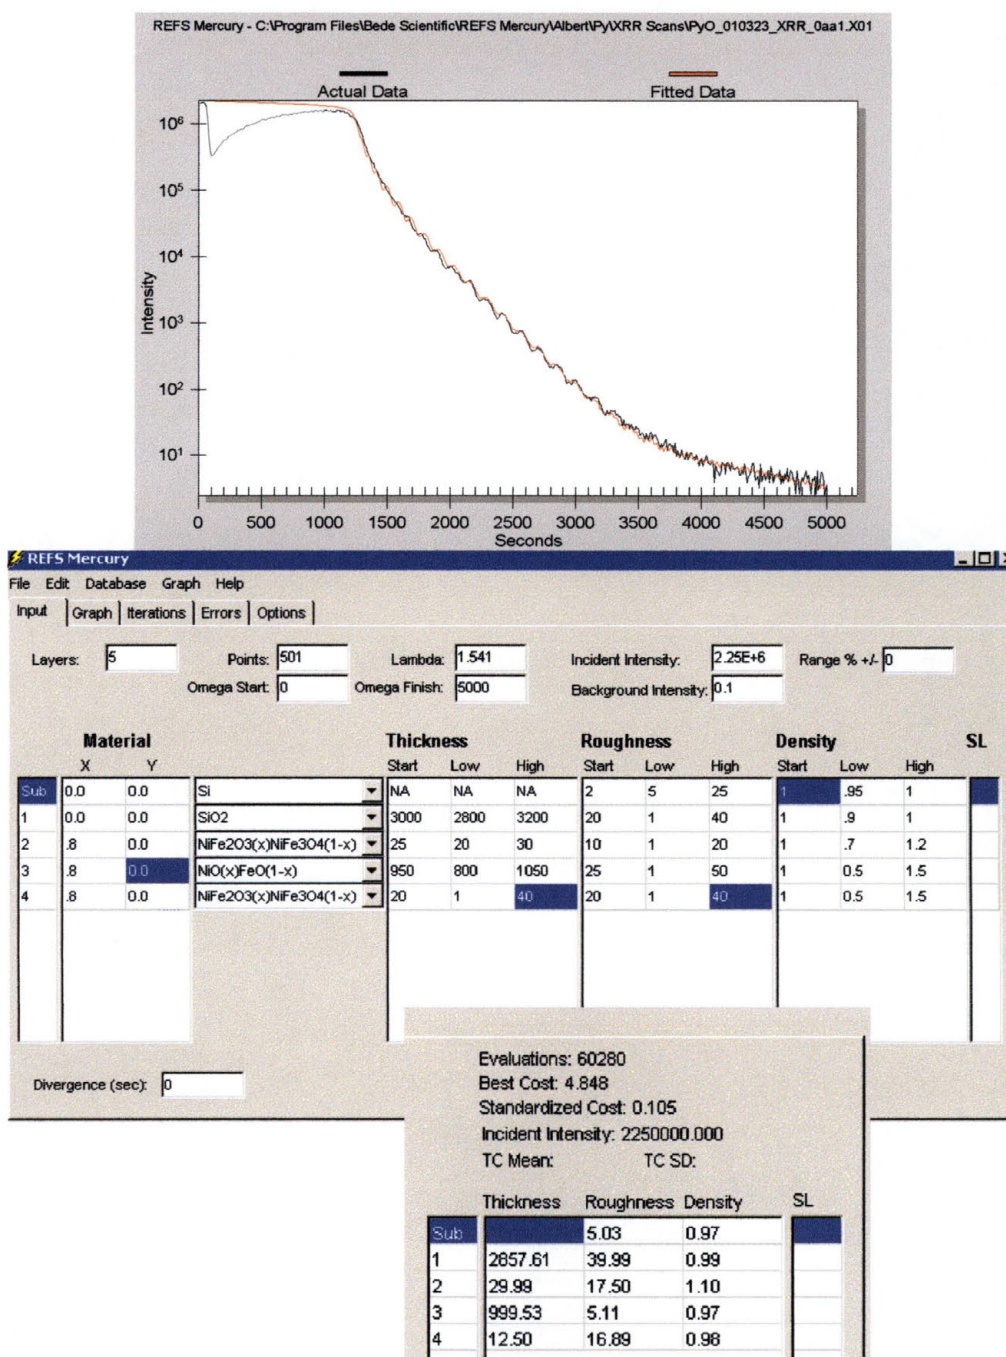 REFS Mercury - C:\Program Files\Bede Scientific\REFS Mercury\Albert\Py\XRR Scans\PyO_010323_XRR_0aa1.X01
Actual Data Fitted Data
10⁶
10⁵
10⁴
10³
10²
10¹
Intensity
0 500 1000 1500 2000 2500 3000 3500 4000 4500 5000
Seconds
REFS Mercury
File Edit Database Graph Help
Input Graph Iterations Errors Options
Layers: 5 Points: 501 Lambda: 1.541 Incident Intensity: 2.25E+6 Range % +/- 0
Omega Start: 0 Omega Finish: 5000 Background Intensity: 0.1
Material Thickness Roughness Density SL
X Y Start Low High Start Low High Start Low High
Sub 0.0 0.0 Si NA NA NA 2 5 25 1 .95 1
1 0.0 0.0 SiO2 3000 2800 3200 20 1 40 1 .9 1
2 .8 0.0 NiFe2O3(x)NiFe3O4(1-x) 25 20 30 10 1 20 1 .7 1.2
3 .8 0.0 NiO(x)FeO(1-x) 950 800 1050 25 1 50 1 0.5 1.5
4 .8 0.0 NiFe2O3(x)NiFe3O4(1-x) 20 1 40 20 1 40 1 0.5 1.5
Divergence (sec): 0
Evaluations: 60280
Best Cost: 4.848
Standardized Cost: 0.105
Incident Intensity: 2250000.000
TC Mean: TC SD:
Thickness Roughness Density SL
Sub 5.03 0.97
1 2857.61 39.99 0.99
2 29.99 17.50 1.10
3 999.53 5.11 0.97
4 12.50 16.89 0.98